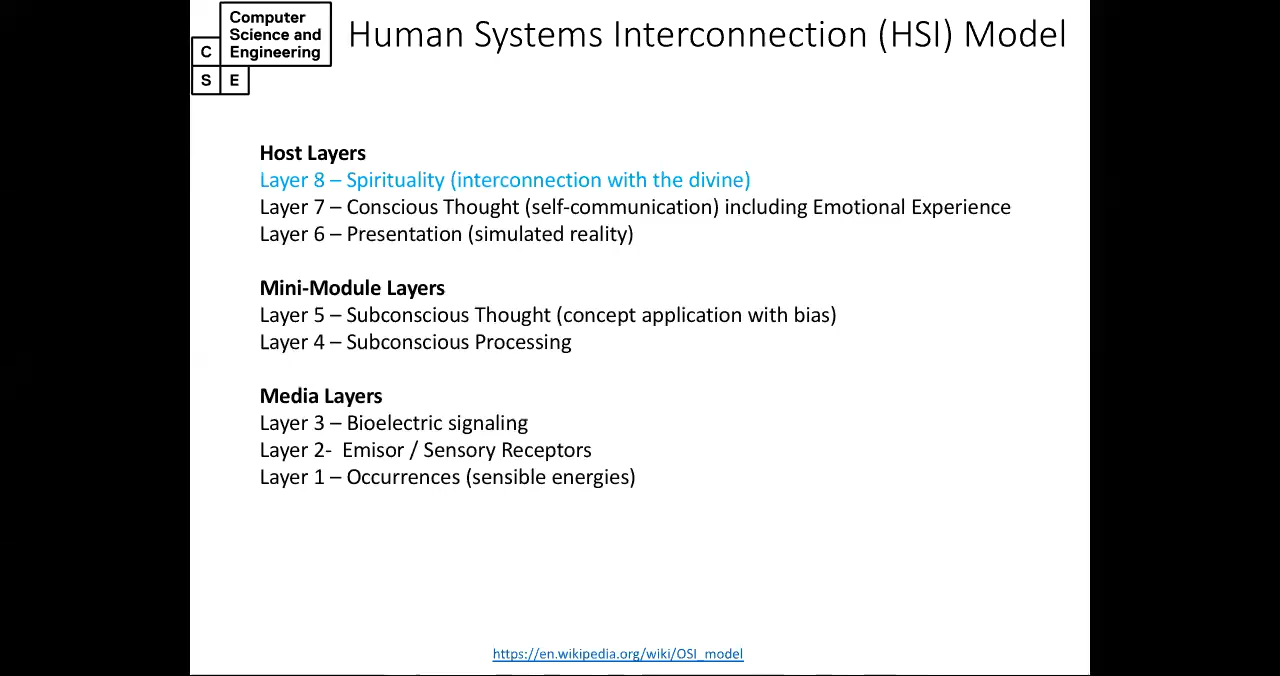 Computer
Science and
Engineering
C
S E
Human Systems Interconnection (HSI) Model
Host Layers
Layer 8 – Spirituality (interconnection with the divine)
Layer 7 – Conscious Thought (self-communication) including Emotional Experience
Layer 6 – Presentation (simulated reality)
Mini-Module Layers
Layer 5 – Subconscious Thought (concept application with bias)
Layer 4 – Subconscious Processing
Media Layers
Layer 3 – Bioelectric signaling
Layer 2-  Emisor / Sensory Receptors
Layer 1 – Occurrences (sensible energies)
https://en.wikipedia.org/wiki/OSI_model